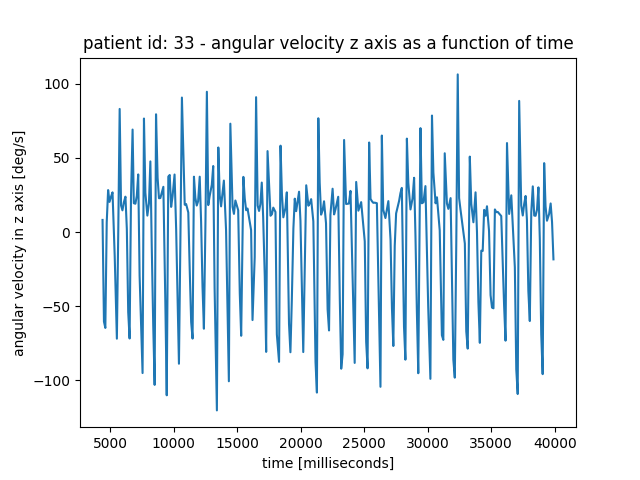 patient id: 33 - angular velocity z axis as a function of time
100
50
0
−50
−100
angular velocity in z axis [deg/s]
5000 10000 15000 20000 25000 30000 35000 40000
time [milliseconds]